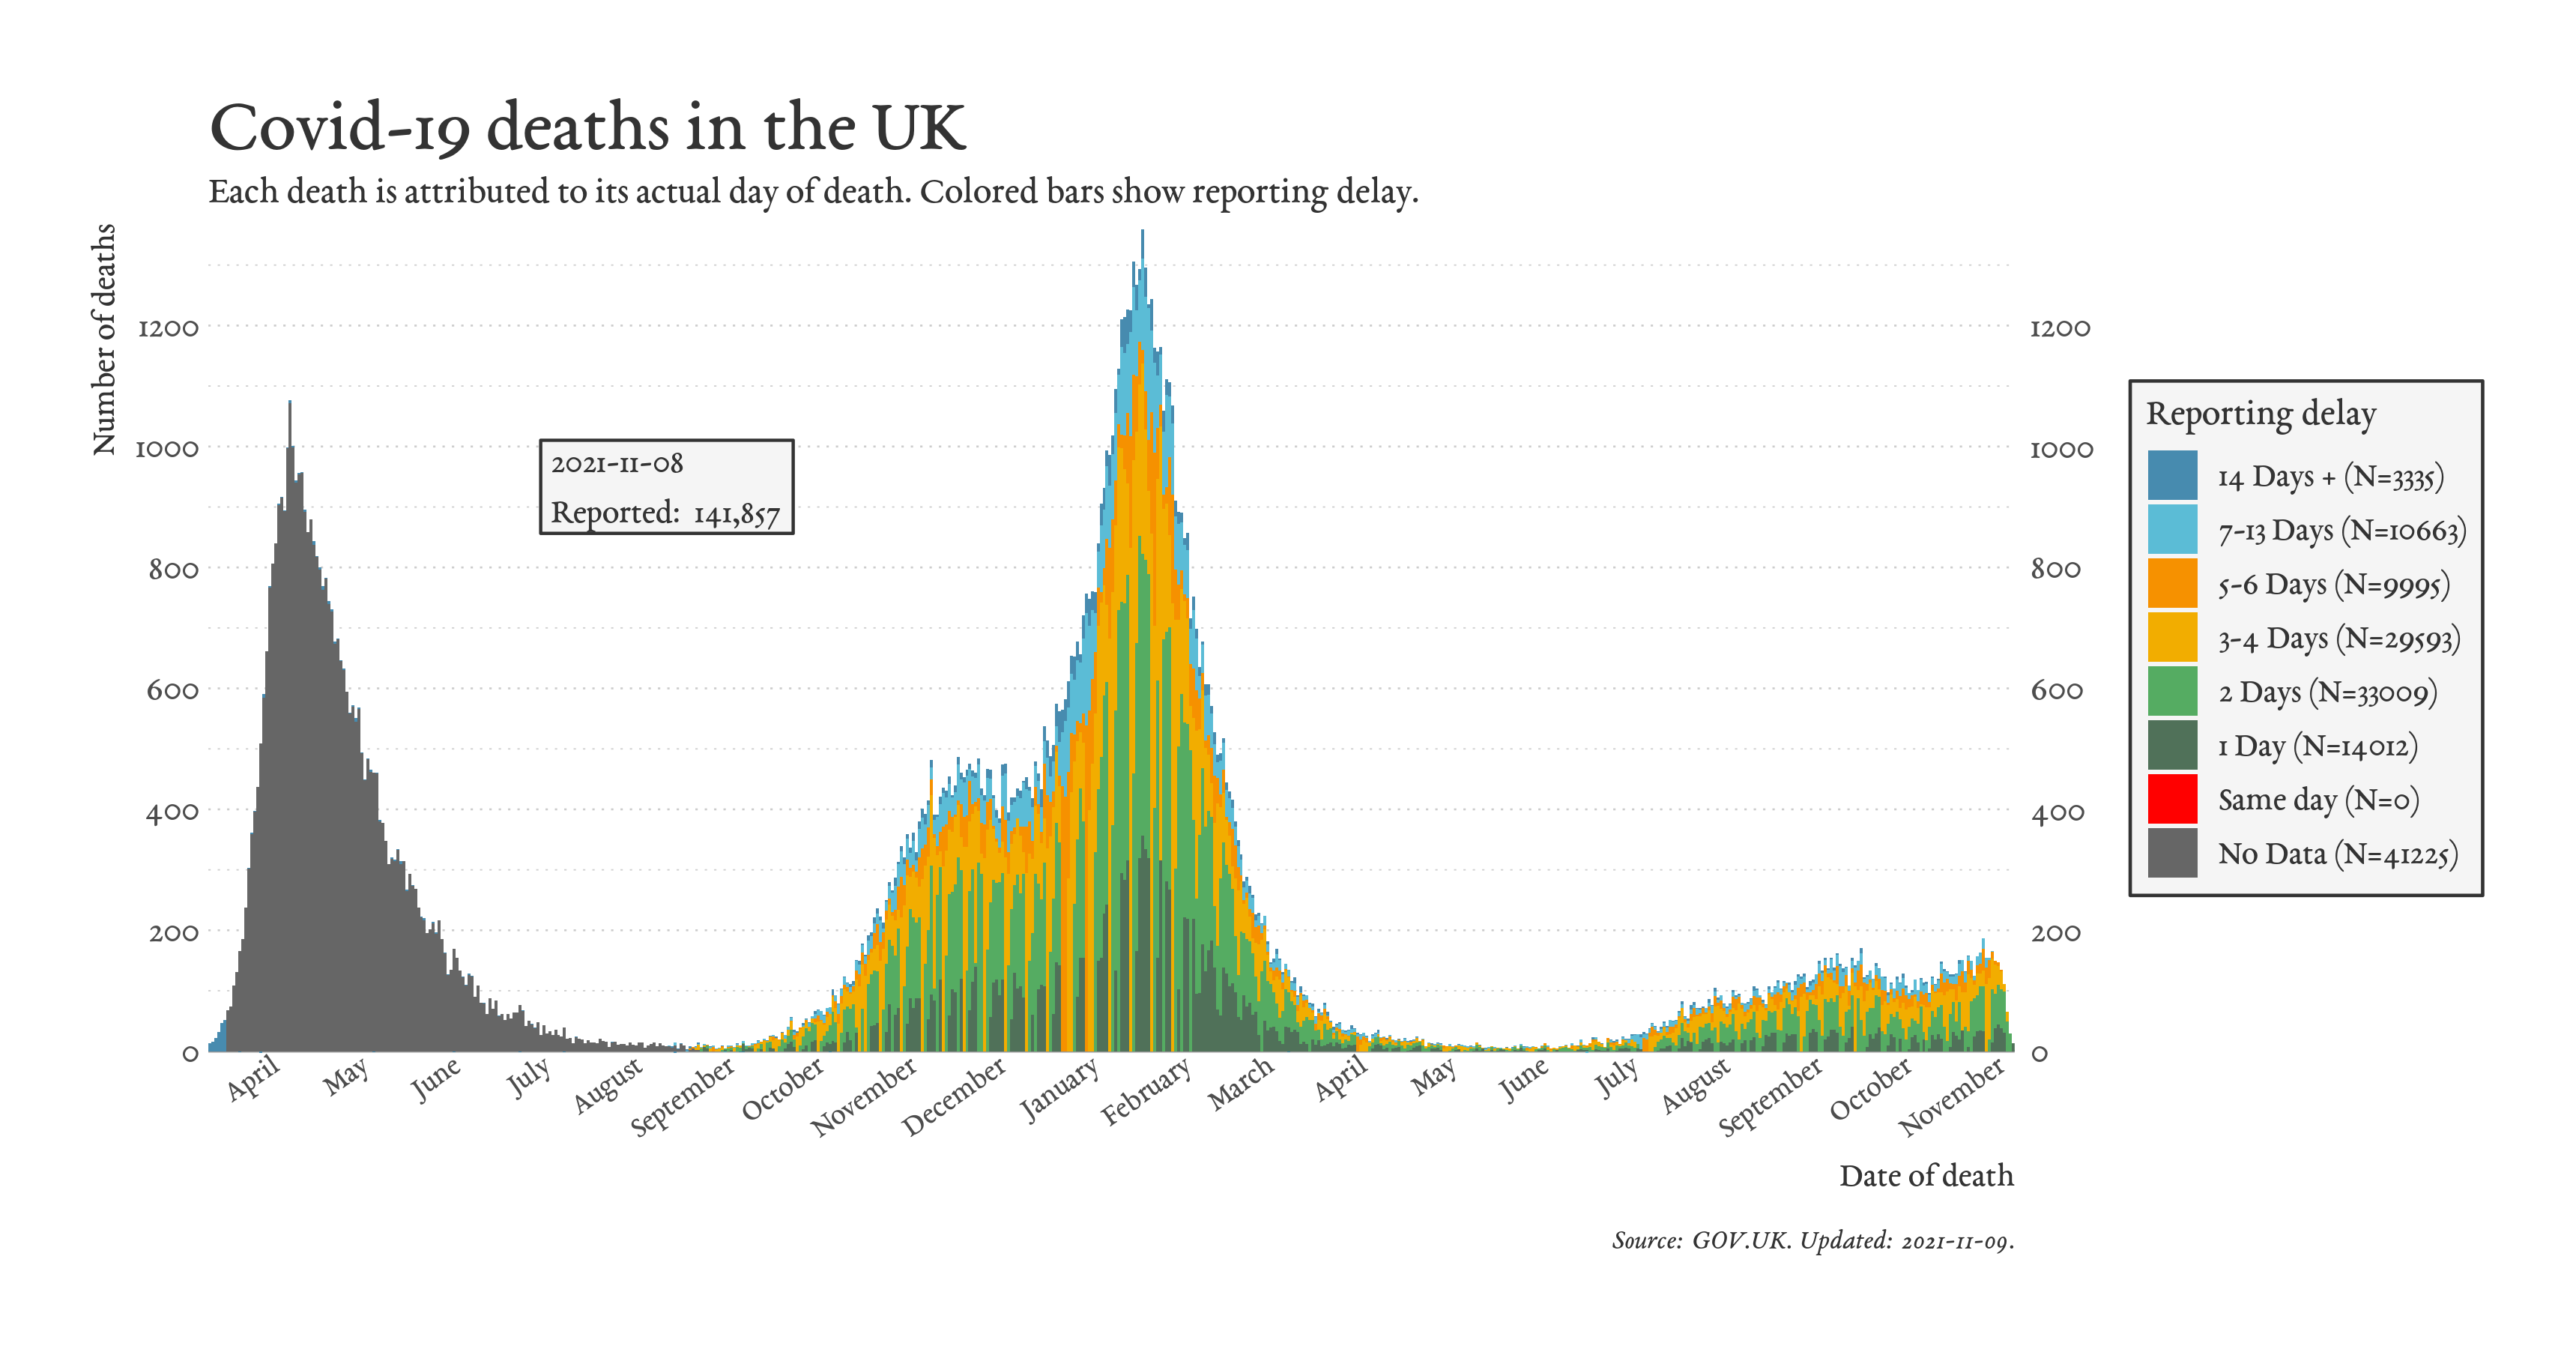 Covid-19 deaths in the UK
Each death is attributed to its actual day of death. Colored bars show reporting delay.
Number of deaths
1200
1000
800
600
400
200
0
2021-11-08
Reported: 141,857
1200
1000
800
600
400
200
0
Reporting delay
14 Days + (N=3335)
7-13 Days (N=10663)
5-6 Days (N=9995)
3-4 Days (N=29593)
2 Days (N=33009)
1 Day (N=14012)
Same day (N=0)
No Data (N=41225)
April
May
June
July
August
September
October
November
December
January
February
March
April
May
June
July
August
September
October
November
Date of death
Source: GOV.UK. Updated: 2021-11-09.